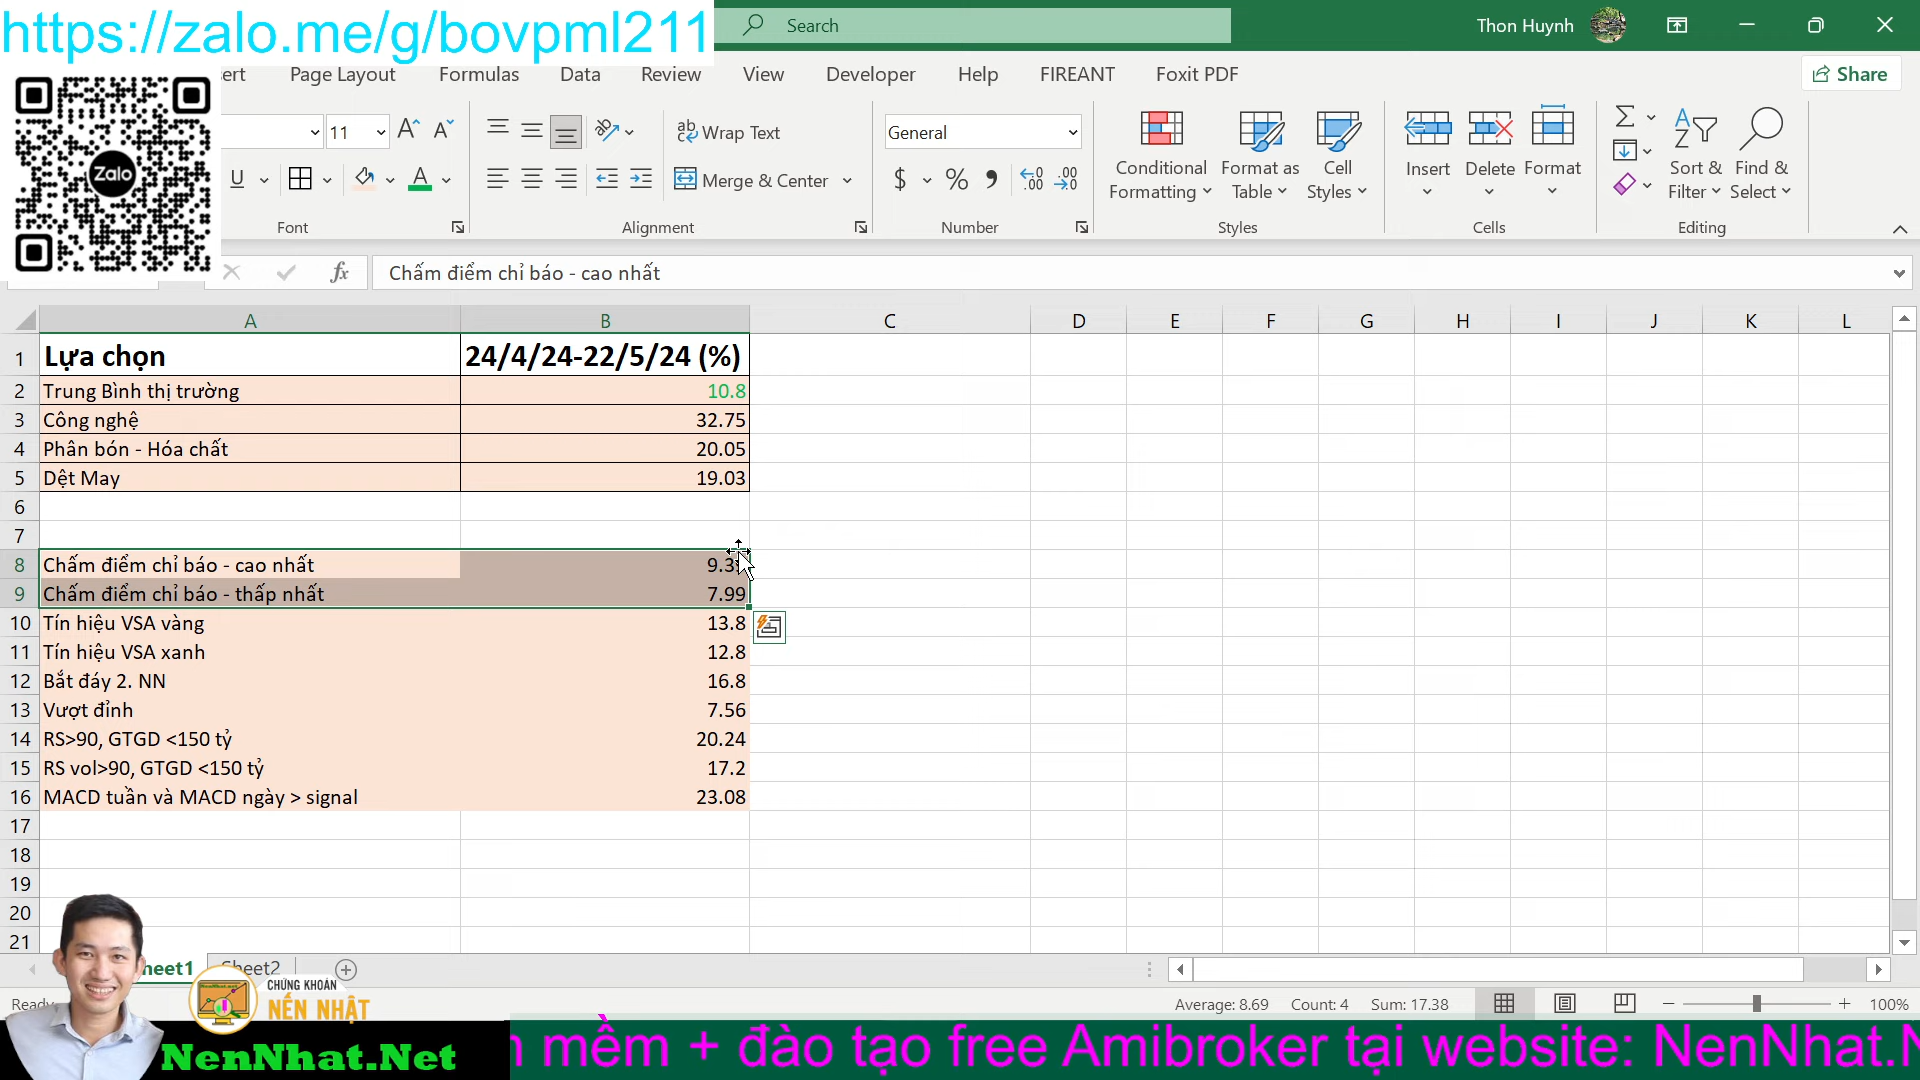 https://zalo.me/g/bovpml211
Search
Thon Huynh
ert Page Layout Formulas Data Review View Developer Help FIREANT Foxit PDF
Share
Zalo
11
Wrap Text
General
Merge & Center
Conditional Formatting
Format as Table
Cell Styles
Insert
Delete
Format
Sort & Filter
Find & Select
Font Alignment Number Styles Cells Editing
Chấm điểm chỉ báo - cao nhất
A B C D E F G H I J K L
1 Lựa chọn 24/4/24-22/5/24 (%)
2 Trung Bình thị trường 10.8
3 Công nghệ 32.75
4 Phân bón - Hóa chất 20.05
5 Dệt May 19.03
6
7
8 Chấm điểm chỉ báo - cao nhất
9 Chấm điểm chỉ báo - thấp nhất 7.99
10 Tín hiệu VSA vàng 13.8
11 Tín hiệu VSA xanh 12.8
12 Bắt đáy 2. NN 16.8
13 Vượt đỉnh 7.56
14 RS>90, GTGD <150 tỷ 20.24
15 RS vol>90, GTGD <150 tỷ 17.2
16 MACD tuần và MACD ngày > signal 23.08
17
18
19
20
21
heet1 Sheet2
Ready
Average: 8.69 Count: 4 Sum: 17.38
100%
CHỨNG KHOÁN
NẾN NHẬT
NenNhat.Net
mềm + đào tạo free Amibroker tại website: NenNhat.N